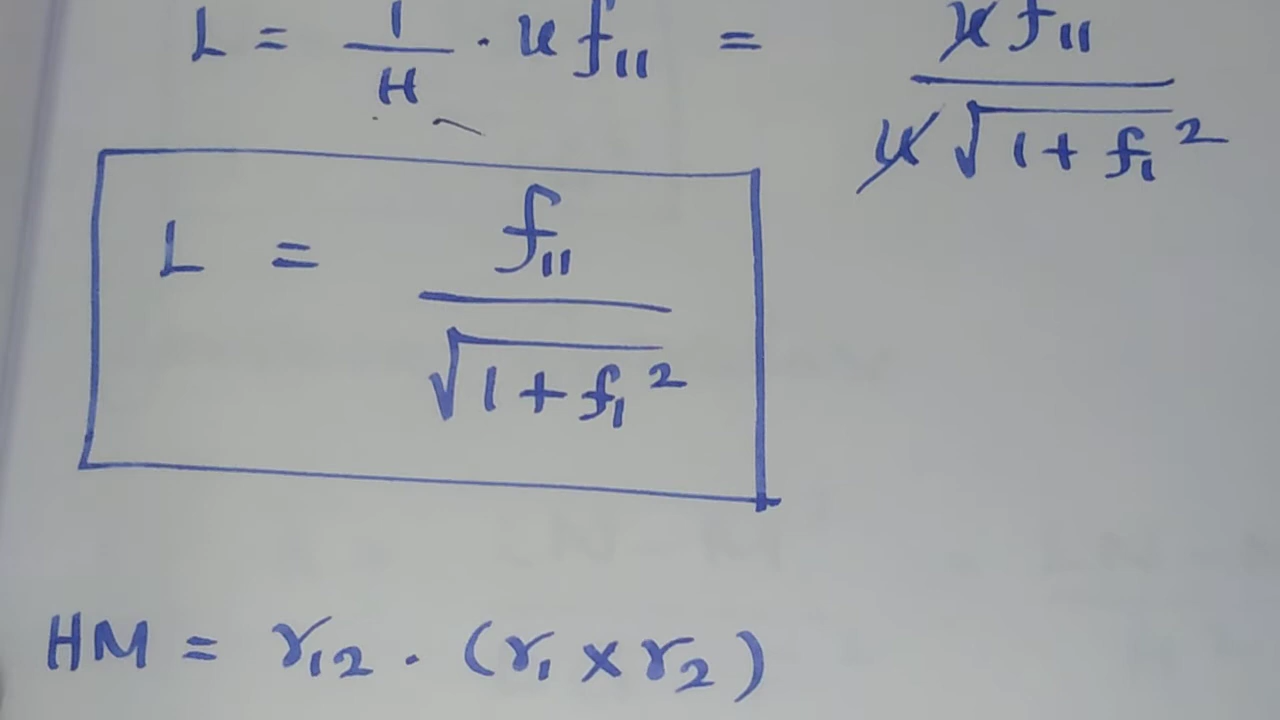 L = 1/H · u f₁₁ = u f₁₁ / u √(1 + f₁²)
L = f₁₁ / √(1 + f₁²)
HM = r₁₂ · (r₁ × r₂)